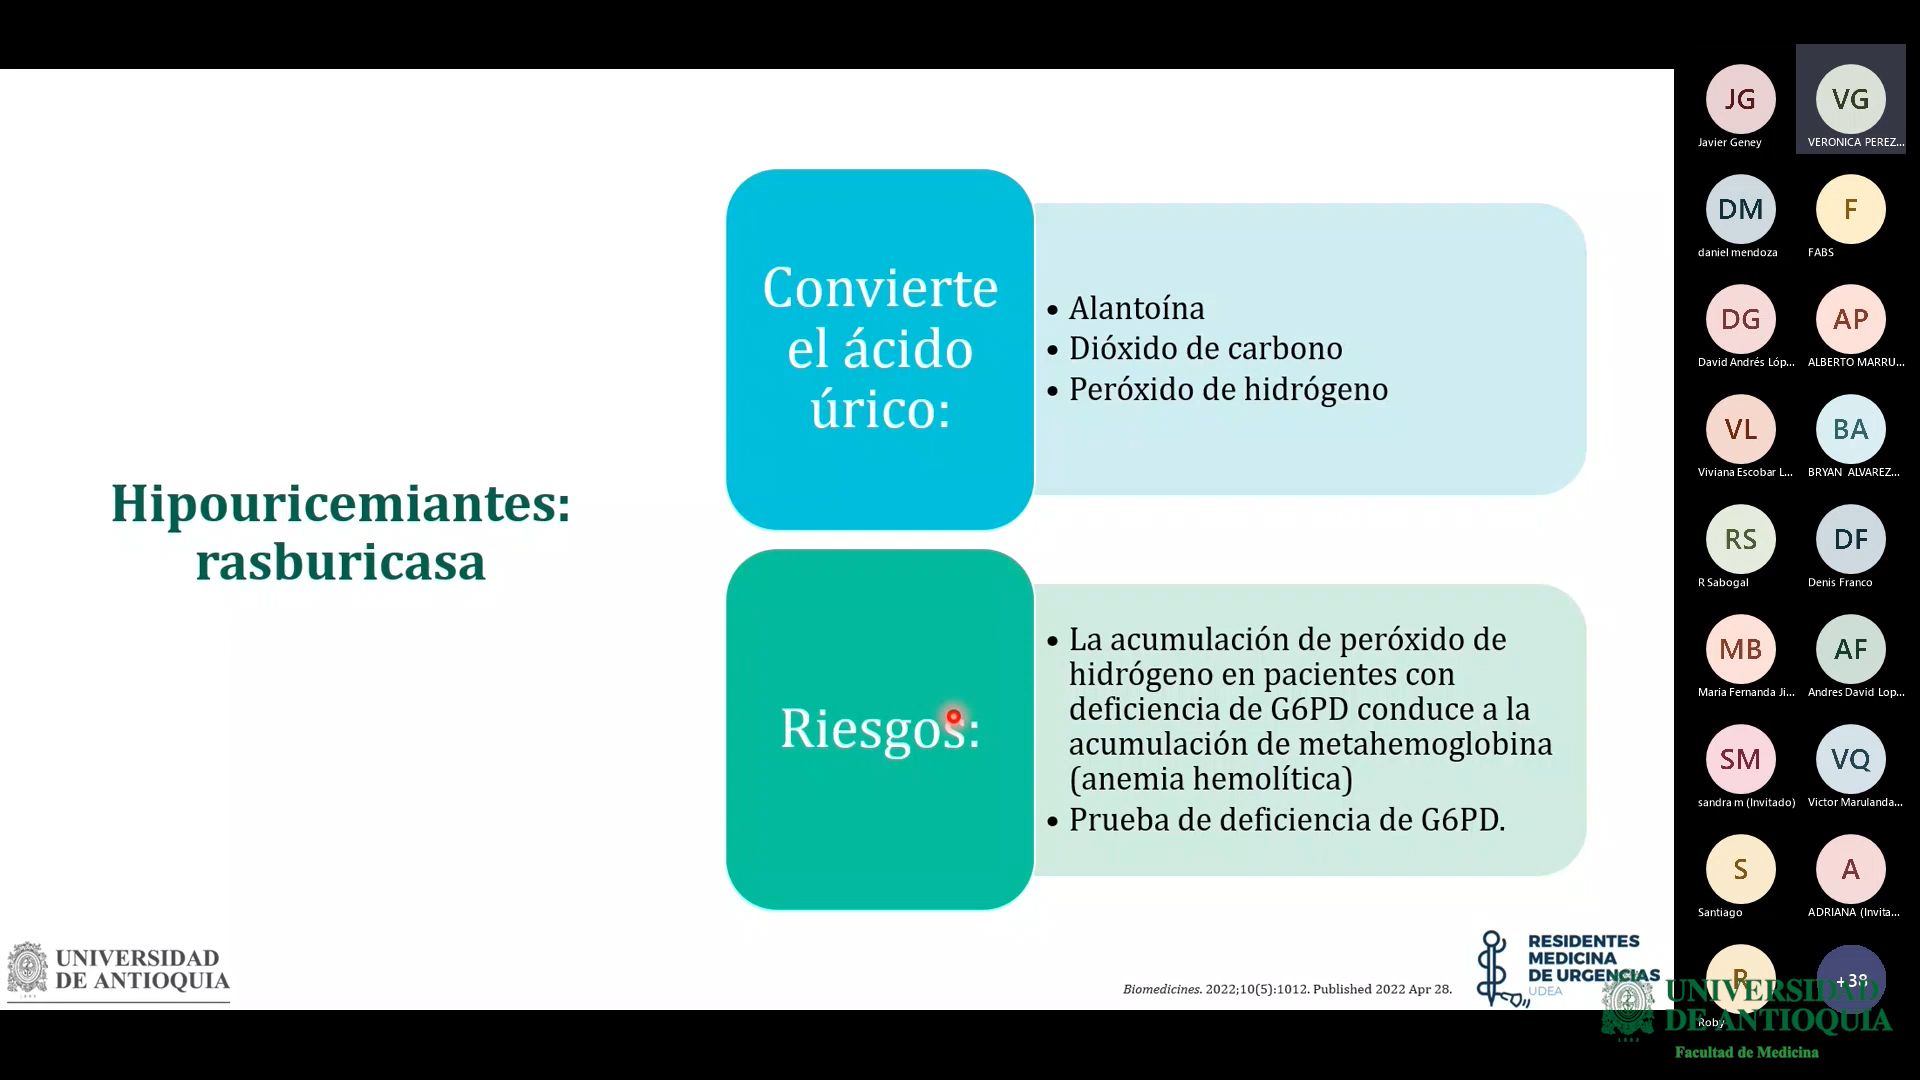 Hipouricemiantes:
rasburicasa
Convierte
el ácido
úrico:
• Alantoína
• Dióxido de carbono
• Peróxido de hidrógeno
Riesgos:
• La acumulación de peróxido de
hidrógeno en pacientes con
deficiencia de G6PD conduce a la
acumulación de metahemoglobina
(anemia hemolítica)
• Prueba de deficiencia de G6PD.
UNIVERSIDAD
DE ANTIOQUIA
1803
Biomedicines. 2022;10(5):1012. Published 2022 Apr 28.
RESIDENTES
MEDICINA
DE URGENCIAS
UDEA
JG
Javier Geney
VG
VERONICA PEREZ...
DM
daniel mendoza
F
FABS
DG
David Andrés Lóp...
AP
ALBERTO MARRU...
VL
Viviana Escobar L...
BA
BRYAN ALVAREZ...
RS
R Sabogal
DF
Denis Franco
MB
Maria Fernanda Ji...
AF
Andres David Lop...
SM
sandra m (Invitado)
VQ
Victor Marulanda...
S
Santiago
A
ADRIANA (Invita...
R
Roby
+38
UNIVERSIDAD
DE ANTIOQUIA
1803
Facultad de Medicina